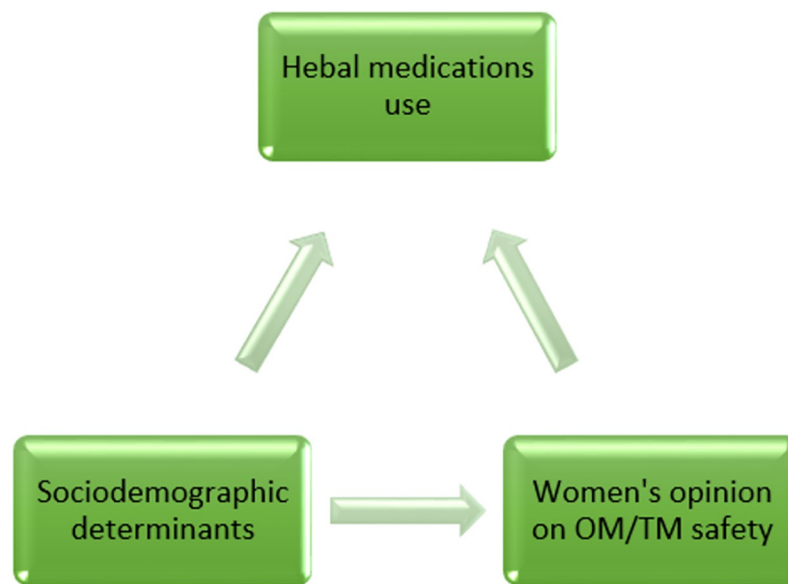 Hebal medications
use
Sociodemographic
determinants
Women's opinion
on OM/TM safety